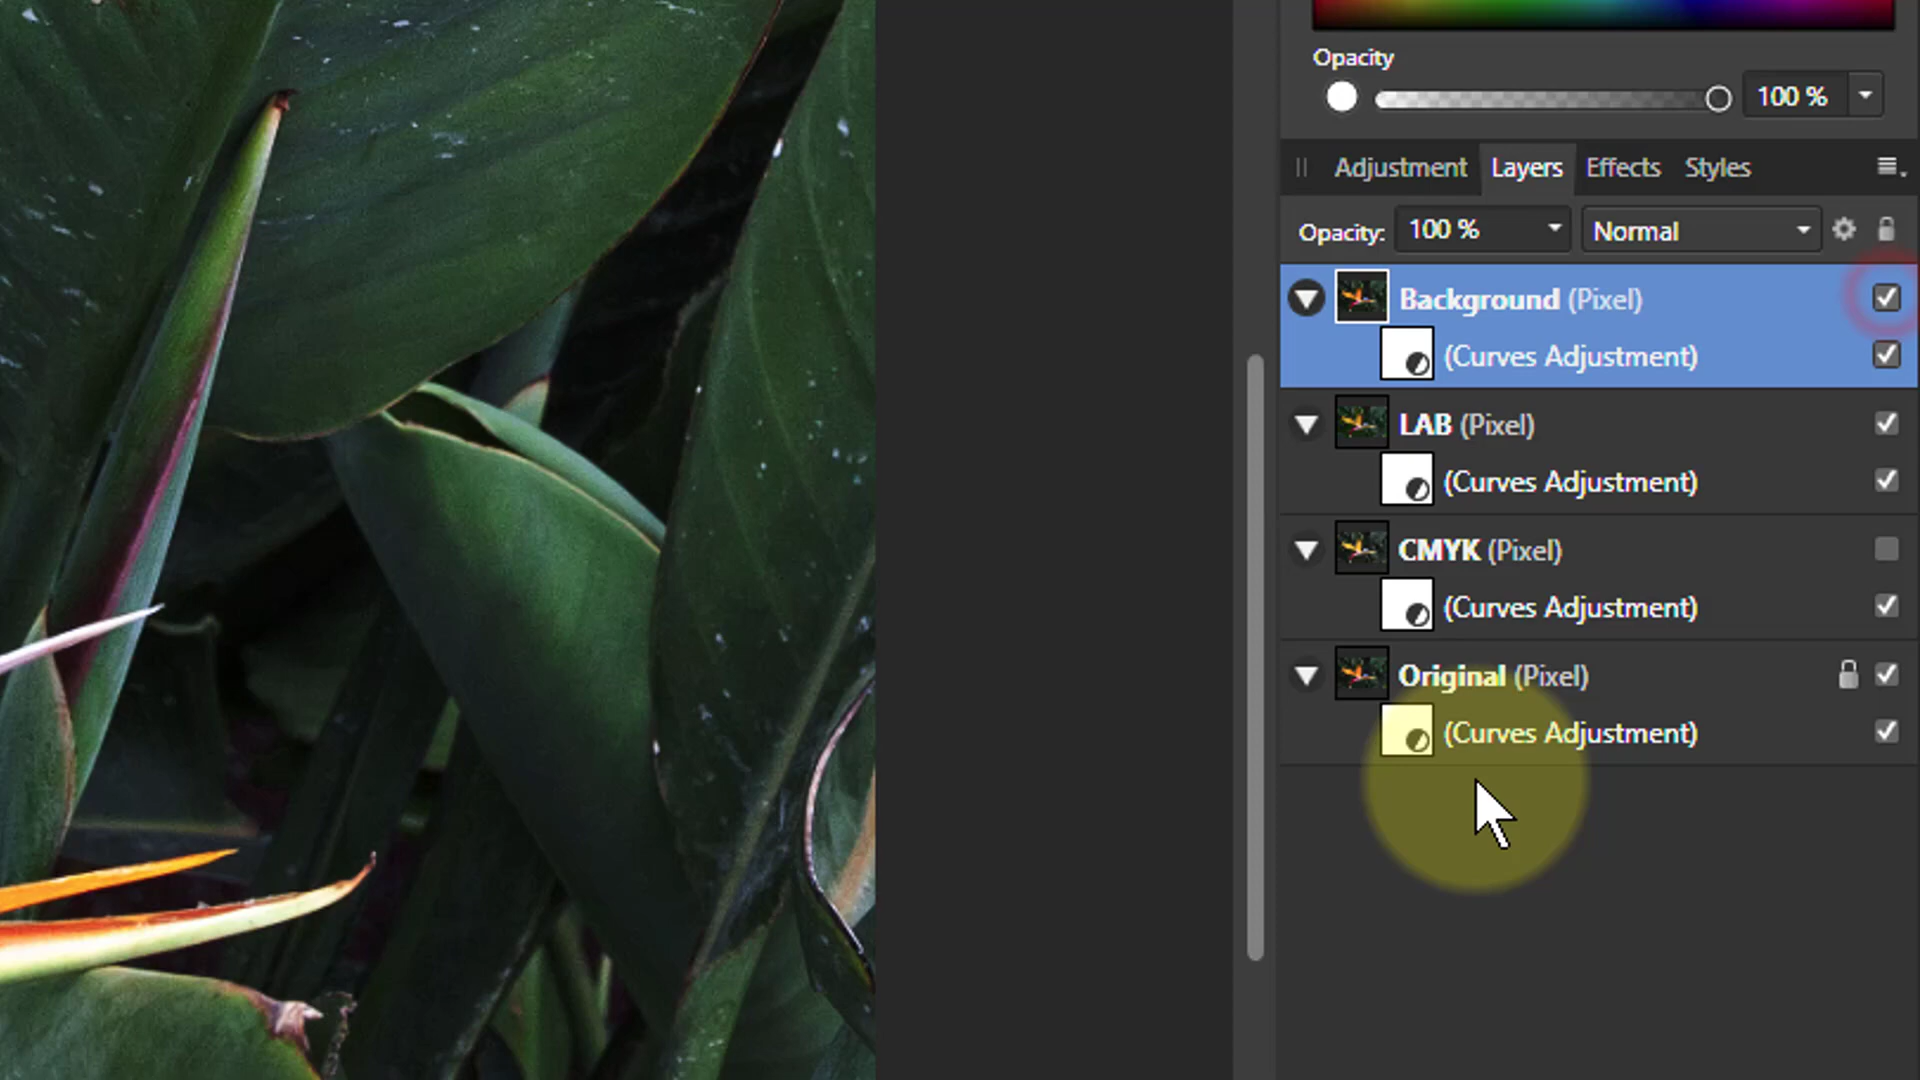 Opacity
100 %
Adjustment Layers Effects Styles
Opacity: 100 % Normal
Background (Pixel)
(Curves Adjustment)
LAB (Pixel)
(Curves Adjustment)
CMYK (Pixel)
(Curves Adjustment)
Original (Pixel)
(Curves Adjustment)